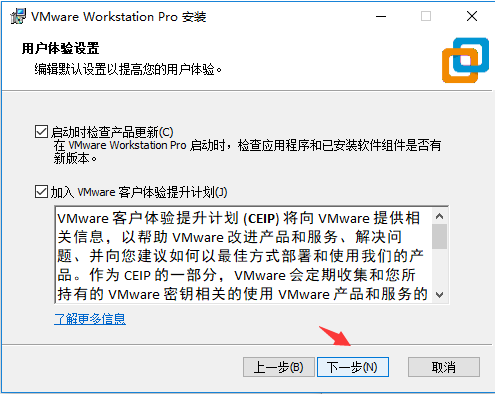 VMware Workstation Pro 安装
用户体验设置
编辑默认设置以提高您的用户体验。
启动时检查产品更新(C)
在 VMware Workstation Pro 启动时，检查应用程序和已安装软件组件是否有
新版本。
加入 VMware 客户体验提升计划(J)
VMware 客户体验提升计划 (CEIP) 将向 VMware 提供相
关信息，以帮助 VMware 改进产品和服务、解决问
题、并向您建议如何以最佳方式部署和使用我们的产
品。作为 CEIP 的一部分，VMware 会定期收集和您所
持有的 VMware 密钥相关的使用 VMware 产品和服务的
了解更多信息
上一步(B) 下一步(N) 取消